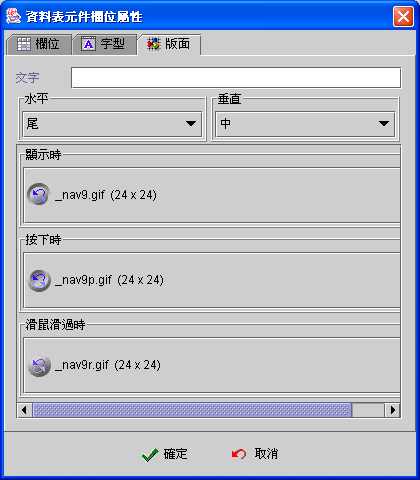 資料表元件欄位屬性
欄位 字型 版面
文字
水平 垂直
尾 中
顯示時
_nav9.gif (24 x 24)
按下時
_nav9p.gif (24 x 24)
滑鼠滑過時
_nav9r.gif (24 x 24)
確定 取消